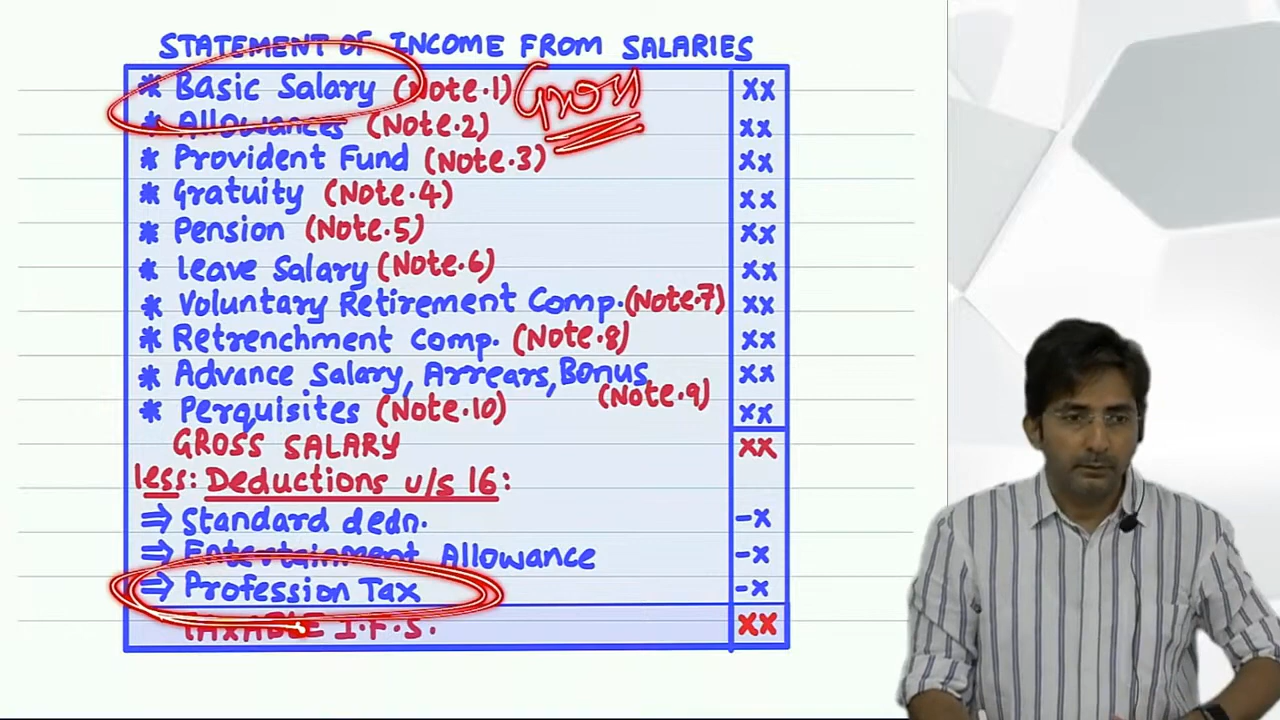 STATEMENT OF INCOME FROM SALARIES
* Basic Salary (Note.1) Gross xx
* Allowances (Note.2) xx
* Provident Fund (Note.3) xx
* Gratuity (Note.4) xx
* Pension (Note.5) xx
* Leave Salary (Note.6) xx
* Voluntary Retirement Comp. (Note.7) xx
* Retrenchment Comp. (Note.8) xx
* Advance Salary, Arrears, Bonus xx
(Note.9)
* Perquisites (Note.10) xx
GROSS SALARY xx
less: Deductions u/s 16:
⇒ Standard dedn. -x
⇒ Entertainment Allowance -x
⇒ Profession Tax -x
TAXABLE I.F.S. xx